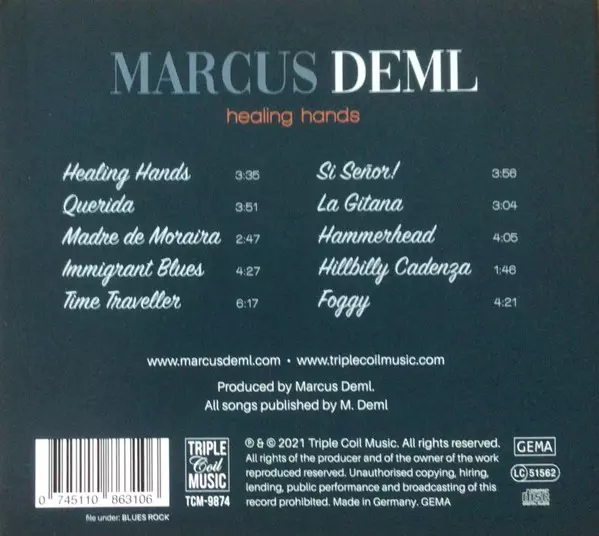 MARCUS DEML
healing hands
Healing Hands 3:35
Querida 3:51
Madre de Moraira 2:47
Immigrant Blues 4:27
Time Traveller 6:17
Si Señor! 3:56
La Gitana 3:04
Hammerhead 4:05
Hillbilly Cadenza 1:46
Foggy 4:21
www.marcusdeml.com • www.triplecoilmusic.com
Produced by Marcus Deml.
All songs published by M. Deml
0 745110 863106
file under: BLUES ROCK
TRIPLE
Coil
MUSIC
TCM-9874
℗ & © 2021 Triple Coil Music. All rights reserved.
All rights of the producer and of the owner of the work
reproduced reserved. Unauthorised copying, hiring,
lending, public performance and broadcasting of this
record prohibited. Made in Germany. GEMA
GEMA
LC 51562